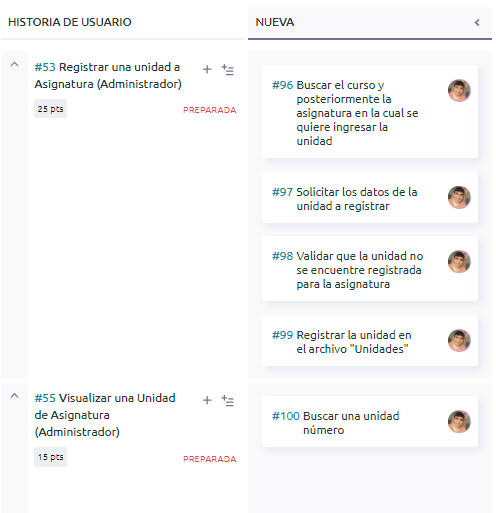 HISTORIA DE USUARIO
NUEVA
#53 Registrar una unidad a
Asignatura (Administrador)
25 pts
PREPARADA
#96 Buscar el curso y
posteriormente la
asignatura en la cual se
quiere ingresar la
unidad
#97 Solicitar los datos de la
unidad a registrar
#98 Validar que la unidad no
se encuentre registrada
para la asignatura
#99 Registrar la unidad en
el archivo "Unidades"
#55 Visualizar una Unidad
de Asignatura
(Administrador)
15 pts
PREPARADA
#100 Buscar una unidad
número